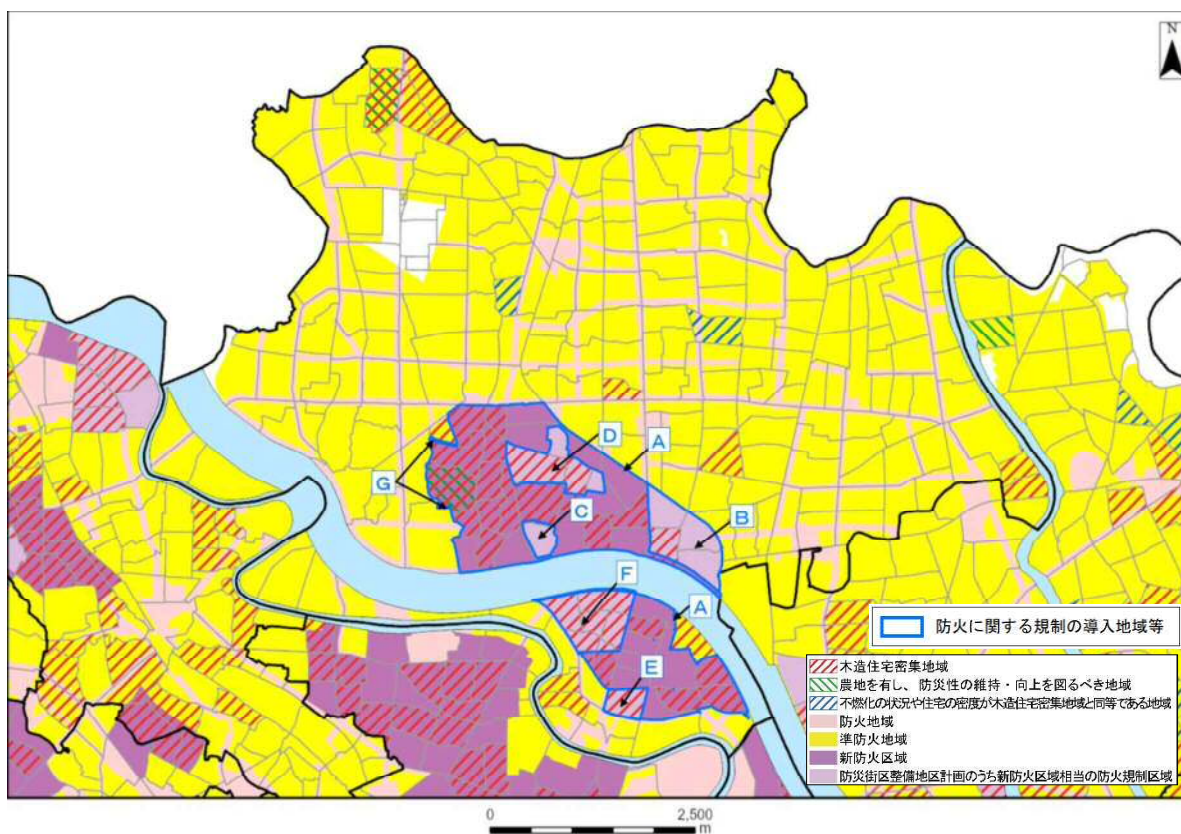 N
D
A
G
C
B
F
A
E
防火に関する規制の導入地域等
木造住宅密集地域
農地を有し、防災性の維持・向上を図るべき地域
不燃化の状況や住宅の密度が木造住宅密集地域と同等である地域
防火地域
準防火地域
新防火区域
防災街区整備地区計画のうち新防火区域相当の防火規制区域
0 2,500
m